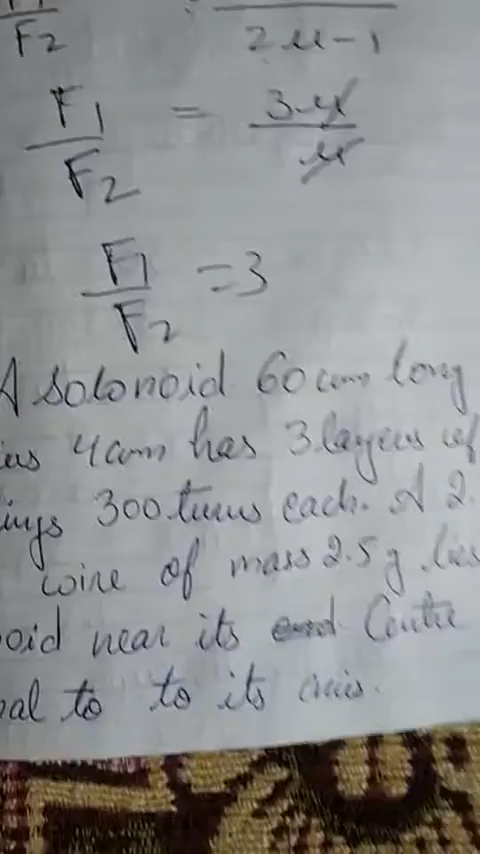 F1/F2
2u-1
F1/F2 = 3u/u
F1/F2 =3
A solonoid 60 cm long
ius 4cm has 3 layers of
ings 300 turns each. A 2.
wire of mass 2.5 g lies
oid near its end Centre
al to to its axis.